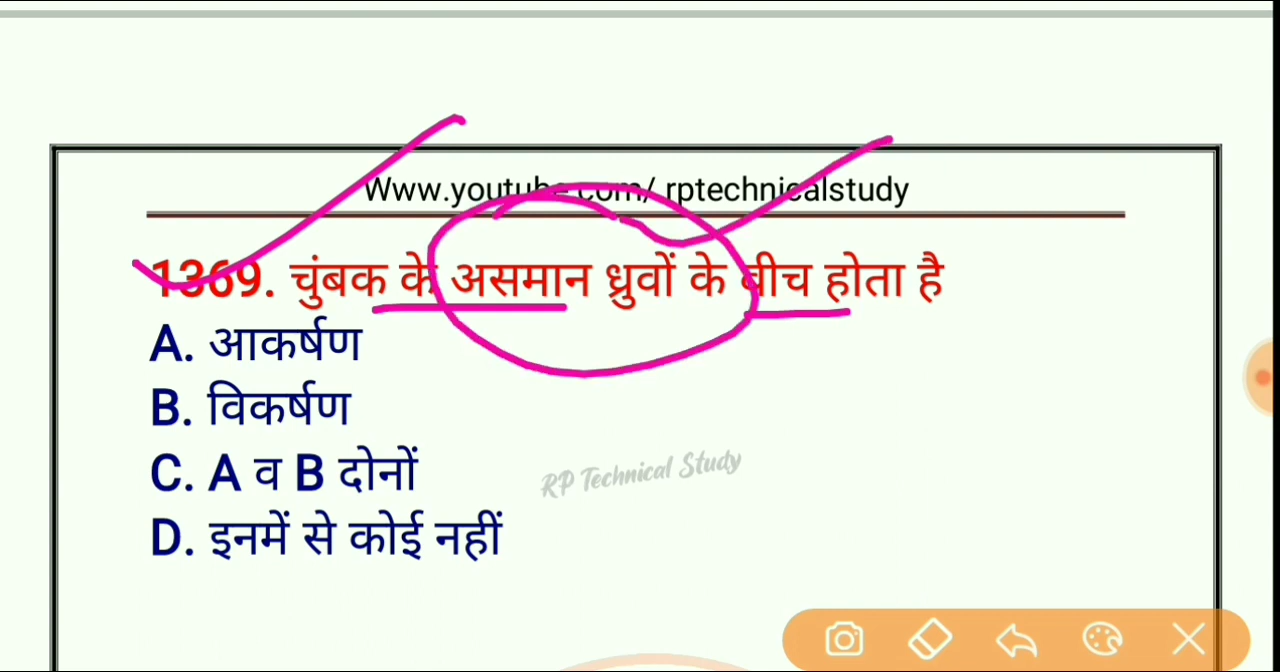 Www.youtube.com/ rptechnicalstudy
1369. चुंबक के असमान ध्रुवों के बीच होता है
A. आकर्षण
B. विकर्षण
C. A व B दोनों
RP Technical Study
D. इनमें से कोई नहीं